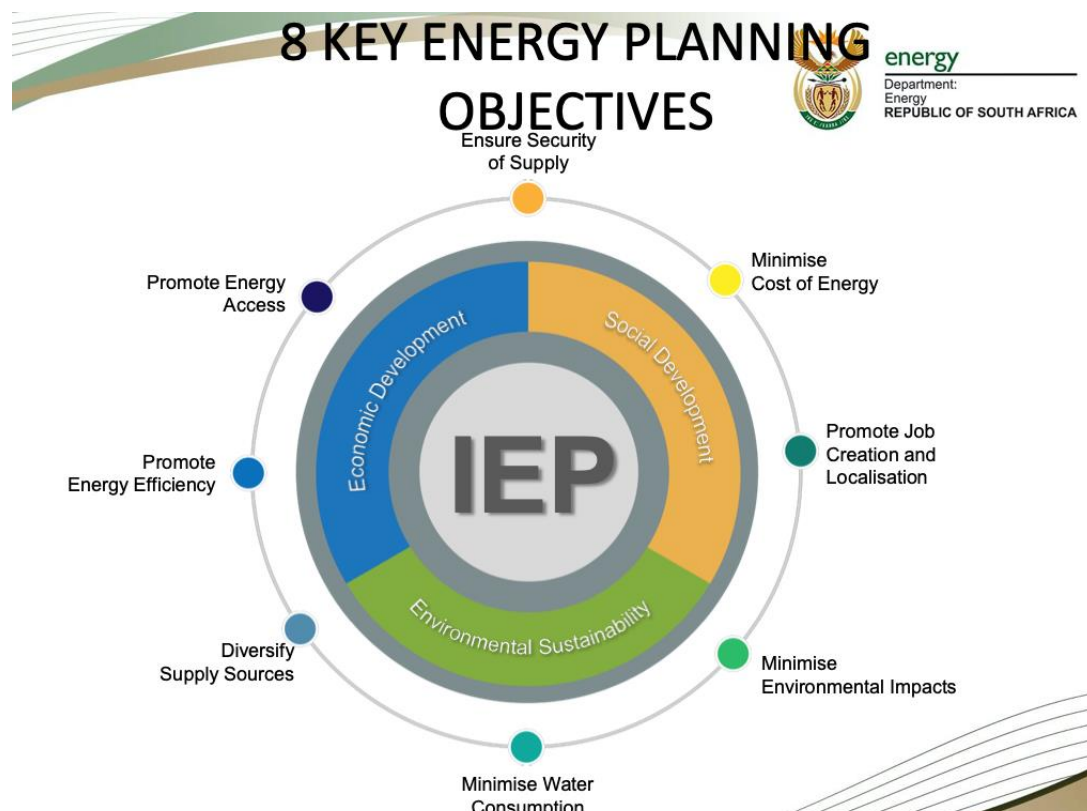 8 KEY ENERGY PLANNING
OBJECTIVES
energy
Department:
Energy
REPUBLIC OF SOUTH AFRICA
Ensure Security
of Supply
Minimise
Cost of Energy
Promote Job
Creation and
Localisation
Minimise
Environmental Impacts
Minimise Water
Consumption
Diversify
Supply Sources
Promote
Energy Efficiency
Promote Energy
Access
Economic Development
Social Development
Environmental Sustainability
IEP